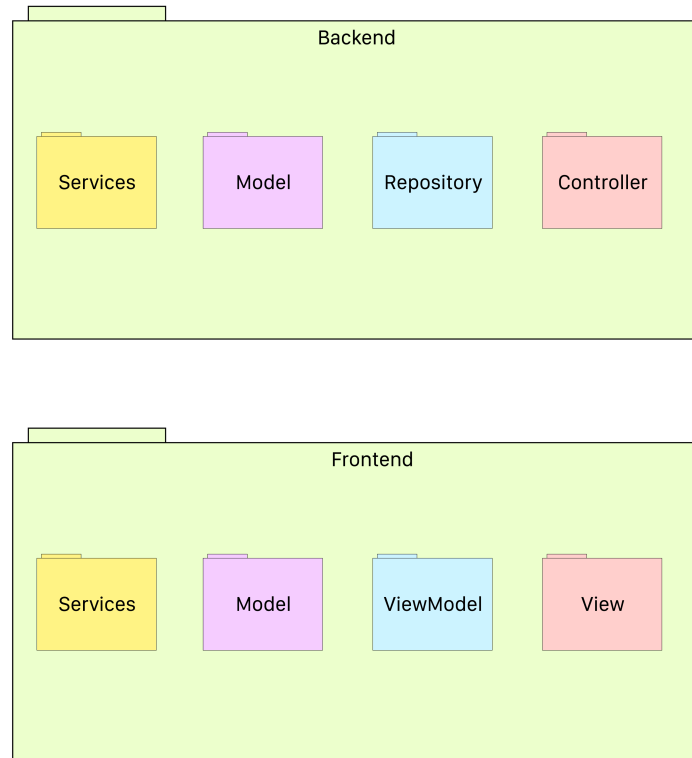 Backend
Services
Model
Repository
Controller
Frontend
Services
Model
ViewModel
View